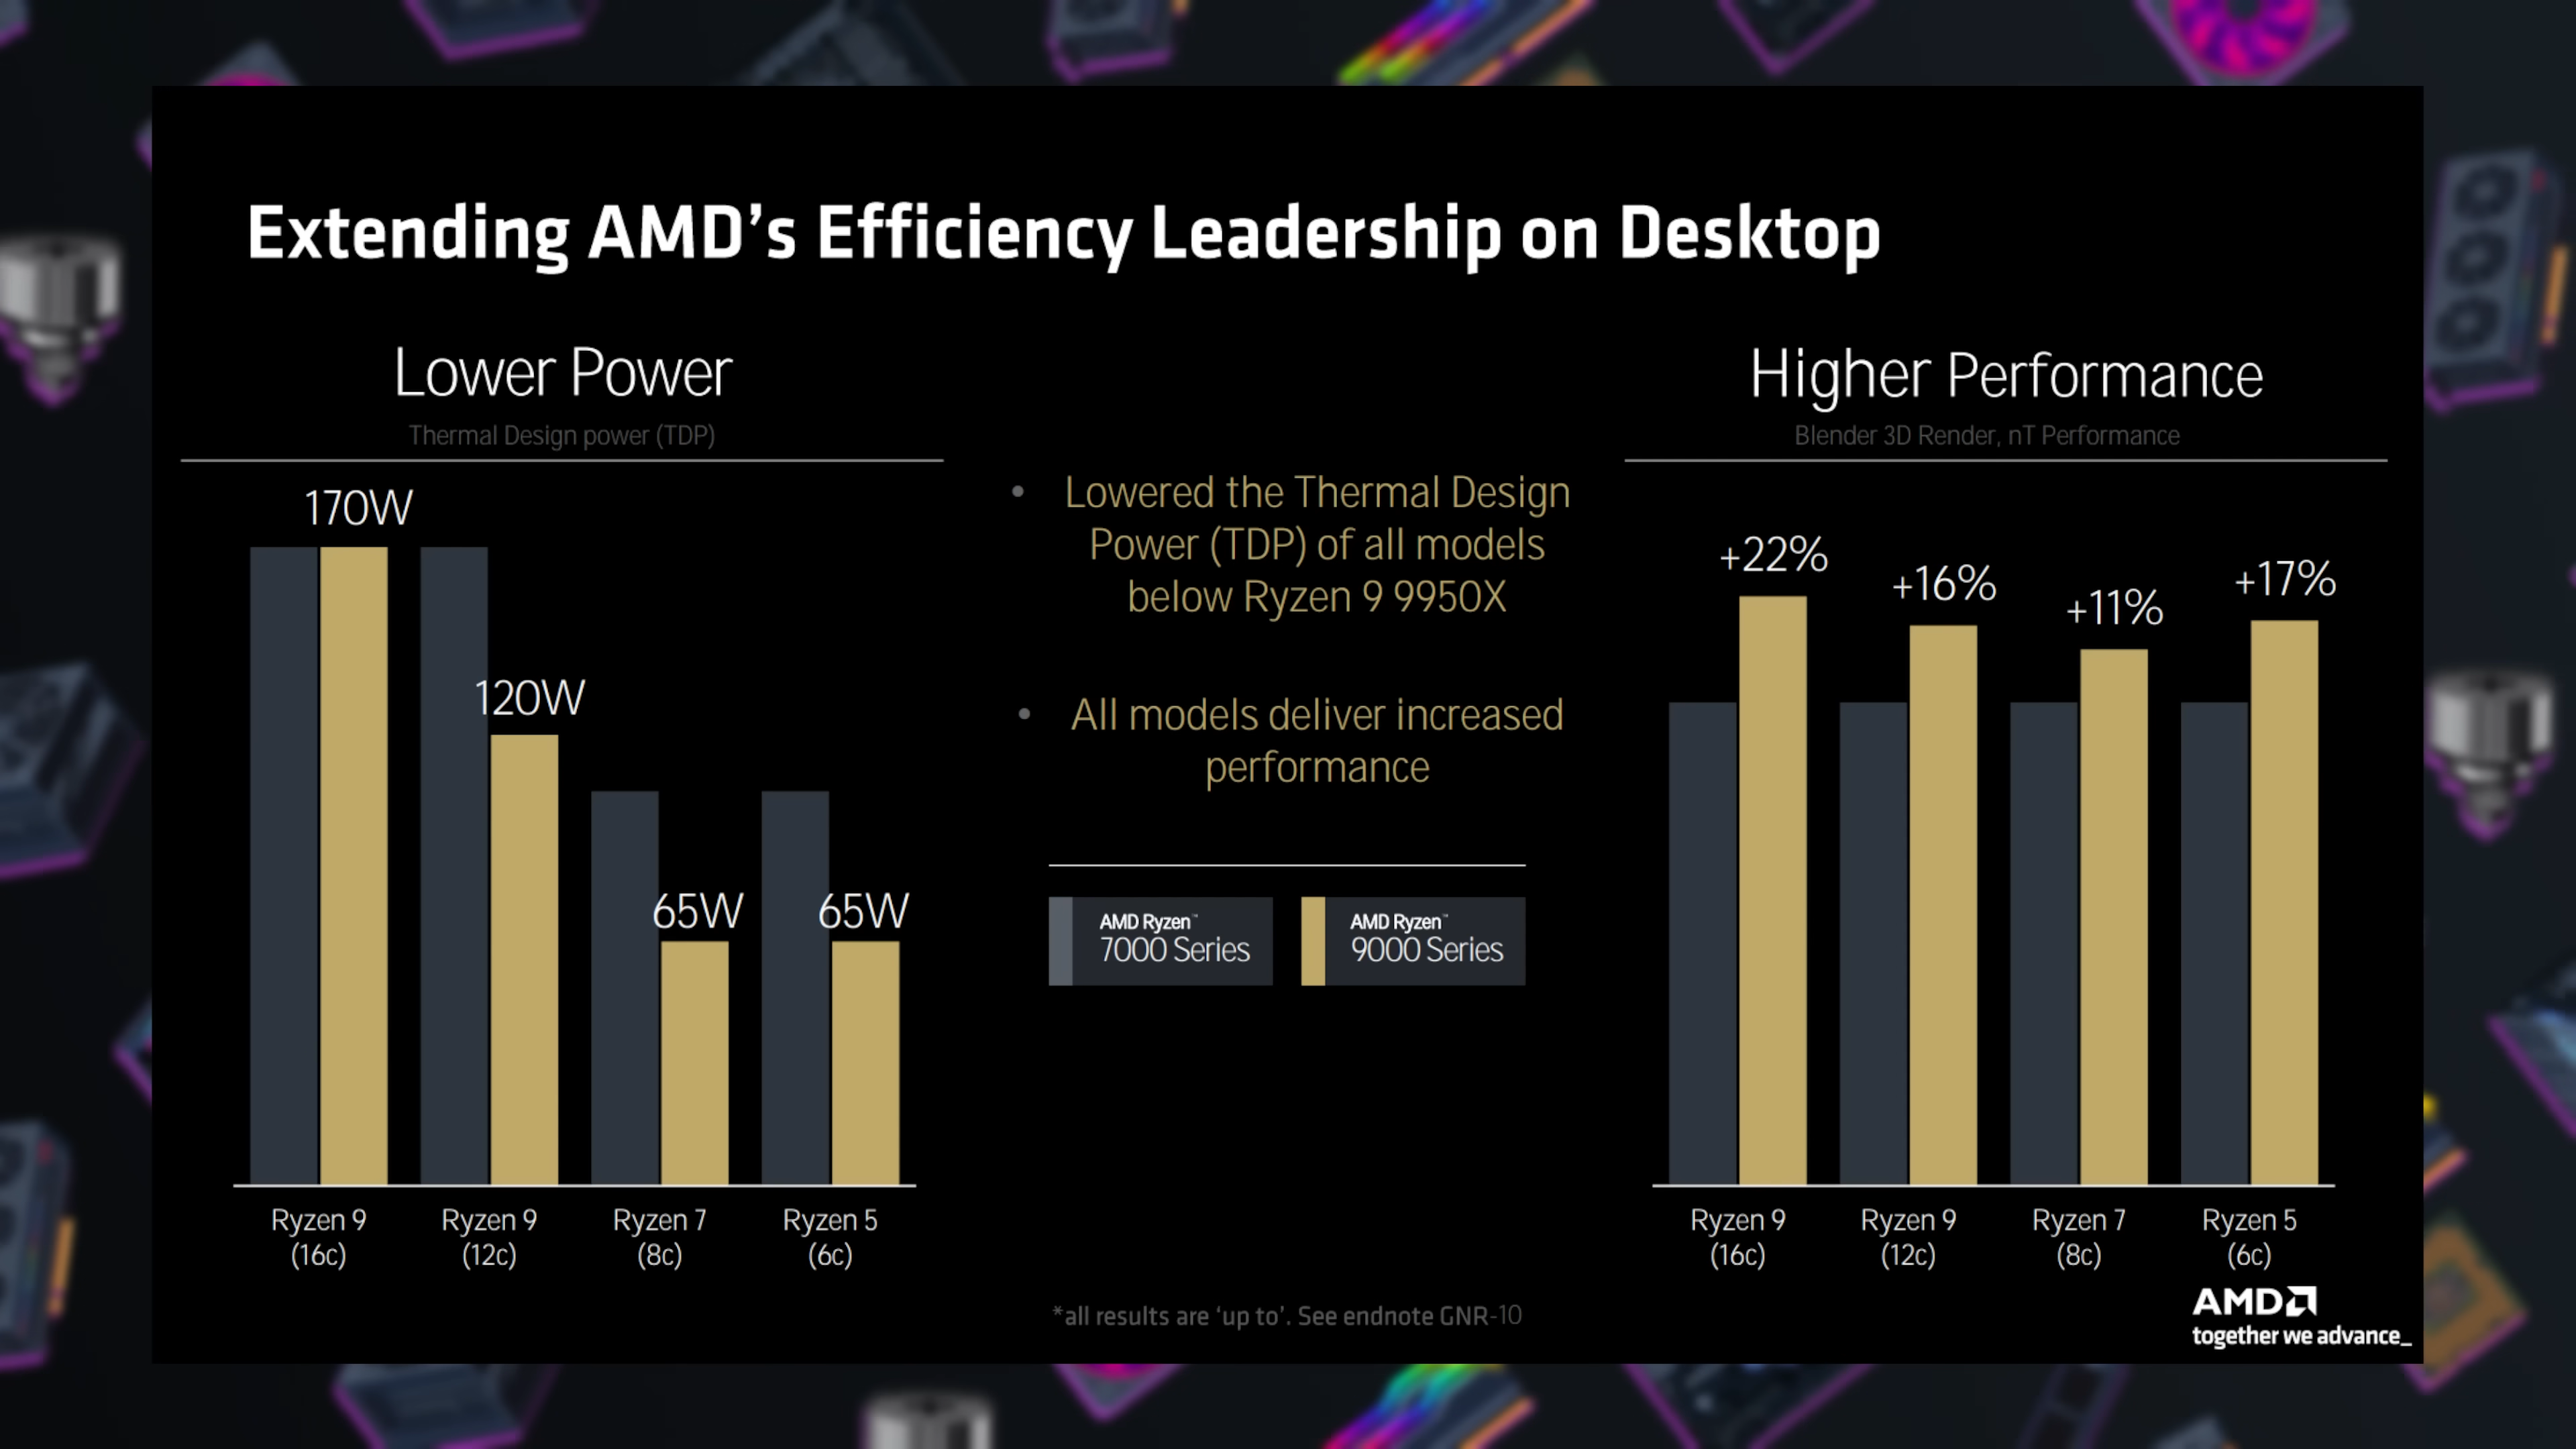 Extending AMD’s Efficiency Leadership on Desktop
Lower Power
Thermal Design power (TDP)
170W
120W
65W
65W
Ryzen 9
(16c)
Ryzen 9
(12c)
Ryzen 7
(8c)
Ryzen 5
(6c)
• Lowered the Thermal Design
Power (TDP) of all models
below Ryzen 9 9950X
• All models deliver increased
performance
AMD Ryzen™
7000 Series
AMD Ryzen™
9000 Series
Higher Performance
Blender 3D Render, nT Performance
+22%
+16%
+11%
+17%
Ryzen 9
(16c)
Ryzen 9
(12c)
Ryzen 7
(8c)
Ryzen 5
(6c)
*all results are ‘up to’. See endnote GNR-10
AMD
together we advance_